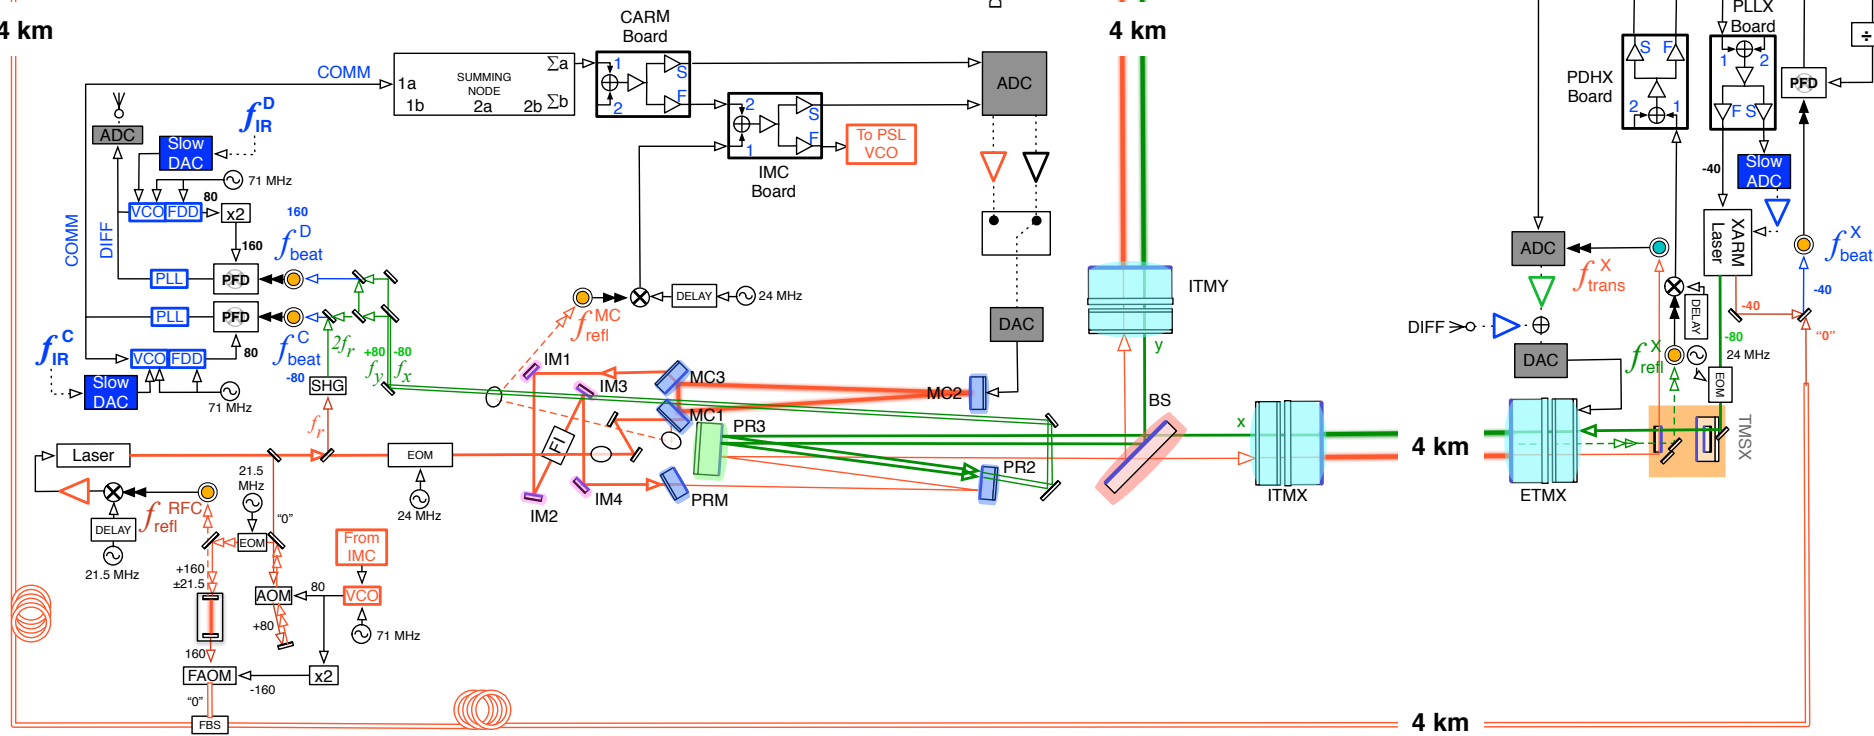 4 km
CARM
Board
D
4 km
PLLX
Board
÷
COMM
1a
SUMMING
NODE
∑a
1b
2a
2b
∑b
1
2
S
F
ADC
PDHX
Board
S
F
2
1
1
2
F
S
PFD
f IR D
ADC
Slow
DAC
71 MHz
VCO
FDD
80
x2
160
COMM
DIFF
160
f beat D
PLL
PFD
2
1
S
F
IMC
Board
To PSL
VCO
-40
Slow
ADC
XARM
Laser
ADC
f trans X
f beat X
-40
-40
"0"
PLL
PFD
f beat C
-80
2fr
+80
fy
-80
fx
f IR C
VCO
FDD
80
Slow
DAC
71 MHz
SHG
fr
DELAY
24 MHz
f refl MC
DAC
ITMY
y
DIFF
DAC
DELAY
f refl X
-80
24 MHz
EOM
IM1
IM3
MC3
MC2
MC1
BS
PR3
x
4 km
TMSX
Laser
EOM
24 MHz
FI
IM2
IM4
PRM
PR2
ITMX
ETMX
21.5
MHz
f refl RFC
DELAY
21.5 MHz
"0"
EOM
From
IMC
+160
±21.5
AOM
80
VCO
+80
71 MHz
160
FAOM
-160
x2
"0"
FBS
4 km